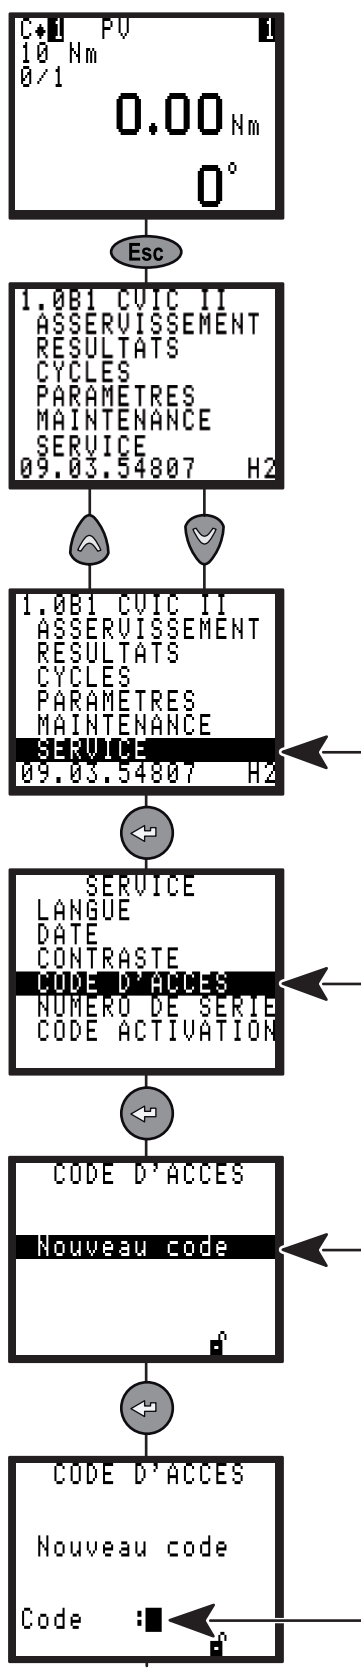 C♦1 PV 1
10 Nm
0/1
0.00 Nm
0°
Esc
1.0B1 CVIC II
ASSERVISSEMENT
RESULTATS
CYCLES
PARAMETRES
MAINTENANCE
SERVICE
09.03.54807 H2
1.0B1 CVIC II
ASSERVISSEMENT
RESULTATS
CYCLES
PARAMETRES
MAINTENANCE
SERVICE
09.03.54807 H2
SERVICE
LANGUE
DATE
CONTRASTE
CODE D'ACCES
NUMERO DE SERIE
CODE ACTIVATION
CODE D'ACCES
Nouveau code
CODE D'ACCES
Nouveau code
Code :